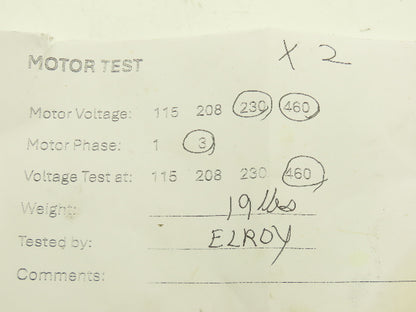 X 2
MOTOR TEST
Motor Voltage: 115 208 230 460
Motor Phase: 1 3
Voltage Test at: 115 208 230 460
Weight: 19 lbs
Tested by: ELROY
Comments: